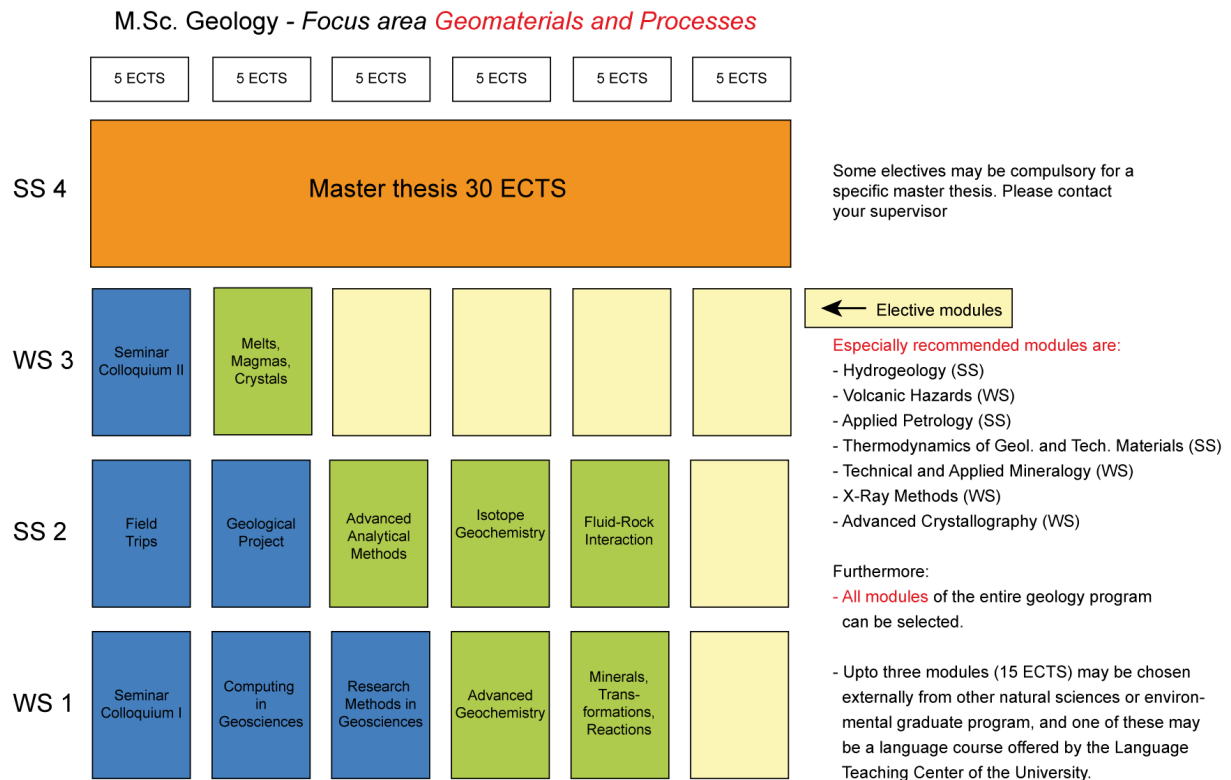 M.Sc. Geology - Focus area Geomaterials and Processes
5 ECTS
5 ECTS
5 ECTS
5 ECTS
5 ECTS
5 ECTS
SS 4
Master thesis 30 ECTS
Some electives may be compulsory for a
specific master thesis. Please contact
your supervisor
WS 3
Seminar
Colloquium II
Melts,
Magmas,
Crystals
Elective modules
Especially recommended modules are:
- Hydrogeology (SS)
- Volcanic Hazards (WS)
- Applied Petrology (SS)
- Thermodynamics of Geol. and Tech. Materials (SS)
- Technical and Applied Mineralogy (WS)
- X-Ray Methods (WS)
- Advanced Crystallography (WS)
SS 2
Field
Trips
Geological
Project
Advanced
Analytical
Methods
Isotope
Geochemistry
Fluid-Rock
Interaction
Furthermore:
- All modules of the entire geology program
can be selected.
WS 1
Seminar
Colloquium I
Computing
in
Geosciences
Research
Methods in
Geosciences
Advanced
Geochemistry
Minerals,
Trans-
formations,
Reactions
- Upto three modules (15 ECTS) may be chosen
externally from other natural sciences or environ-
mental graduate program, and one of these may
be a language course offered by the Language
Teaching Center of the University.